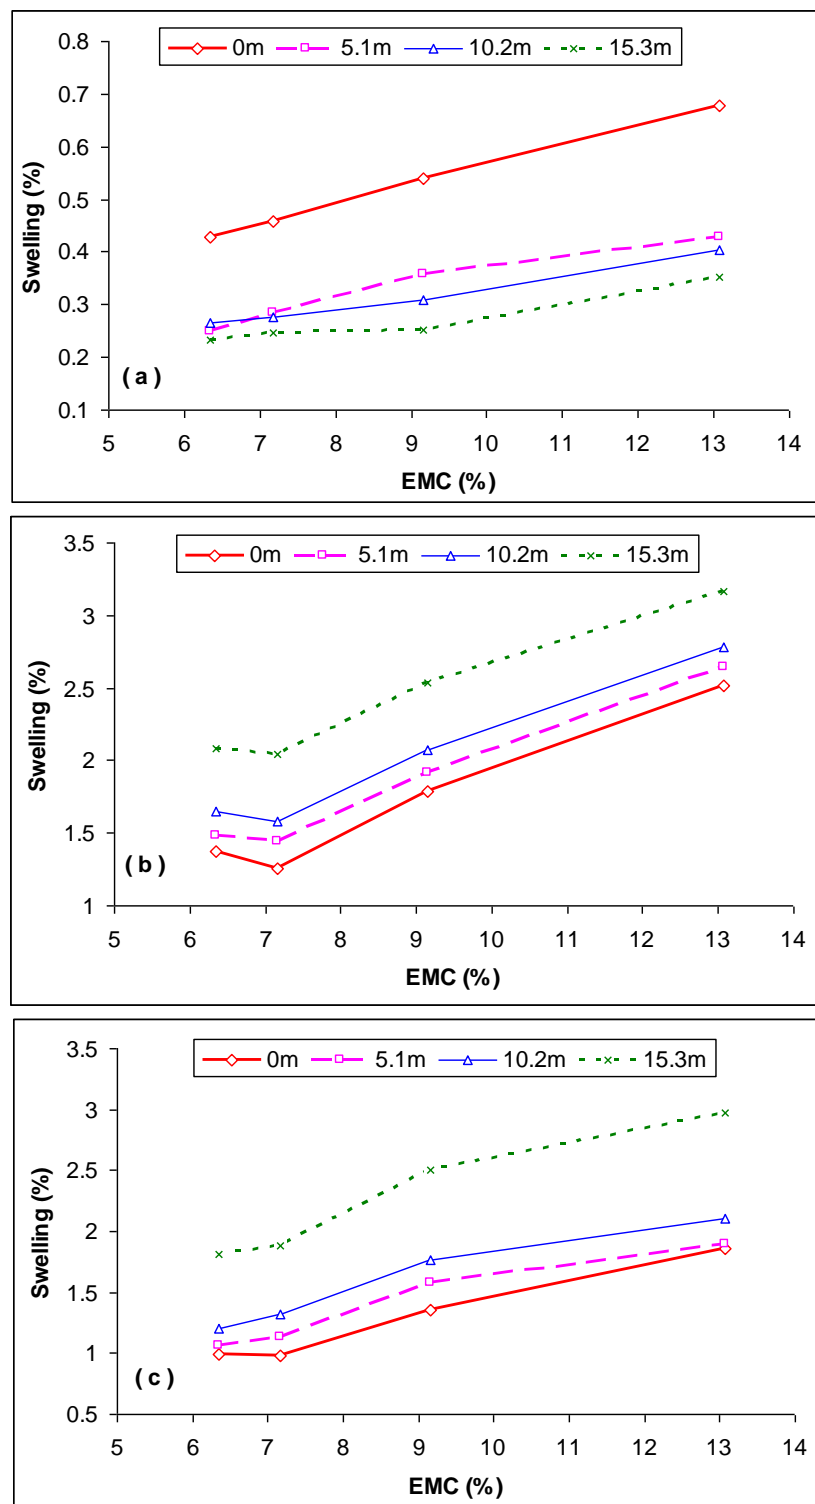 0m 5.1m 10.2m 15.3m
0.8
0.7
0.6
0.5
0.4
0.3
0.2
0.1
Swelling (%)
( a )
5 6 7 8 9 10 11 12 13 14
EMC (%)
0m 5.1m 10.2m 15.3m
3.5
3
2.5
2
1.5
1
Swelling (%)
( b )
5 6 7 8 9 10 11 12 13 14
EMC (%)
0m 5.1m 10.2m 15.3m
3.5
3
2.5
2
1.5
1
0.5
Swelling (%)
( c )
5 6 7 8 9 10 11 12 13 14
EMC (%)